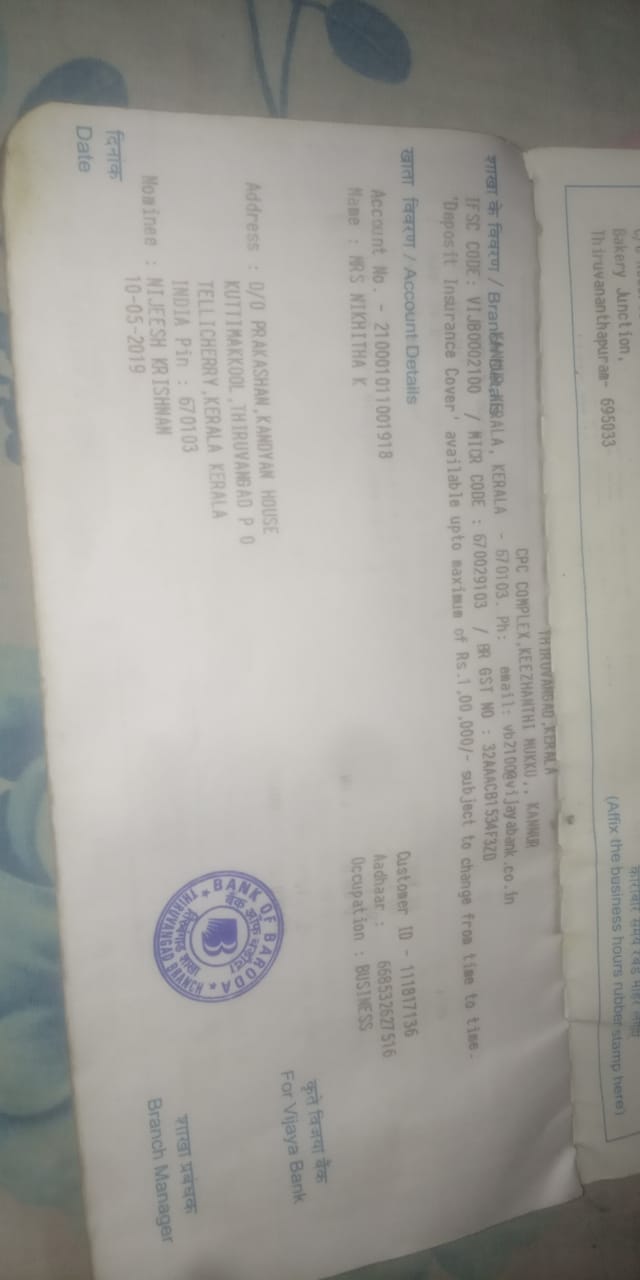 Bakery Junction,
Thiruvananthapuram- 695033
(Affix the business hours rubber stamp here)
THIRUVANGAD,KERALA
CPC COMPLEX,KEEZHANTHI MUKKU,, KANNUR
शाखा के विवरण / Branch Details
KANNUR,KERALA, KERALA - 670103. Ph: email: vb2100@vijayabank.co.in
IFSC CODE: VIJB0002100 / MICR CODE : 670029103 / BR GST NO : 32AAACB1534F3ZD
'Deposit Insurance Cover' available upto maximum of Rs.1,00,000/- subject to change from time to time.
खाता विवरण / Account Details
Account No. - 210001011001918 Customer ID - 111817136
Name : MRS NIKHITHA K Aadhaar : 668532627516
Occupation : BUSINESS
Address : D/O PRAKASHAN,KANDYAN HOUSE
KUTTIMAKKOOL,THIRUVANGAD P O
TELLICHERRY,KERALA KERALA
INDIA Pin : 670103
Nominee : NIJEESH KRISHNAN
10-05-2019
कृते विजया बैंक
For Vijaya Bank
BANK OF BARODA
बैंक ऑफ़ बड़ौदा
THIRUVANGAD BRANCH
दिनांक
Date
शाखा प्रबंधक
Branch Manager